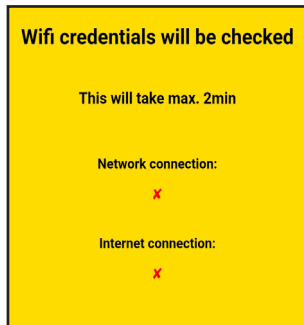 Wifi credentials will be checked
This will take max. 2min
Network connection:
✘
Internet connection:
✘